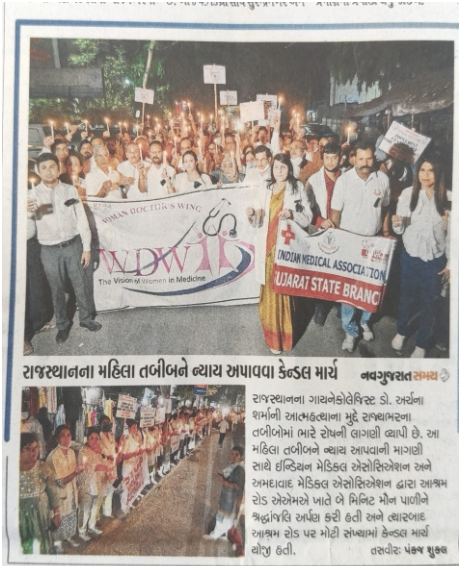 WOMAN DOCTOR'S WING
WDW
The Vision of Women in Medicine
INDIAN MEDICAL ASSOCIATION
GUJARAT STATE BRANCH
રાજસ્થાનના મહિલા તબીબને ન્યાય અપાવવા કેન્ડલ માર્ચ
નવગુજરાત સમય
રાજસ્થાનના ગાયનેકોલેજિસ્ટ ડો. અર્ચના
શર્માની આત્મહત્યાના મુદ્દે રાજ્યભરના
તબીબોમાં ભારે રોષની લાગણી વ્યાપી છે. આ
મહિલા તબીબને ન્યાય આપવાની માગણી
સાથે ઈન્ડિયન મેડિકલ એસોસિએશન અને
અમદાવાદ મેડિકલ એસોસિએશન દ્વારા આશ્રમ
રોડ એએમએ ખાતે બે મિનિટ મૌન પાળીને
શ્રદ્ધાંજલિ અર્પણ કરી હતી અને ત્યારબાદ
આશ્રમ રોડ પર મોટી સંખ્યામાં કેન્ડલ માર્ચ
યોજી હતી.
તસવીર: પંકજ શુક્લ